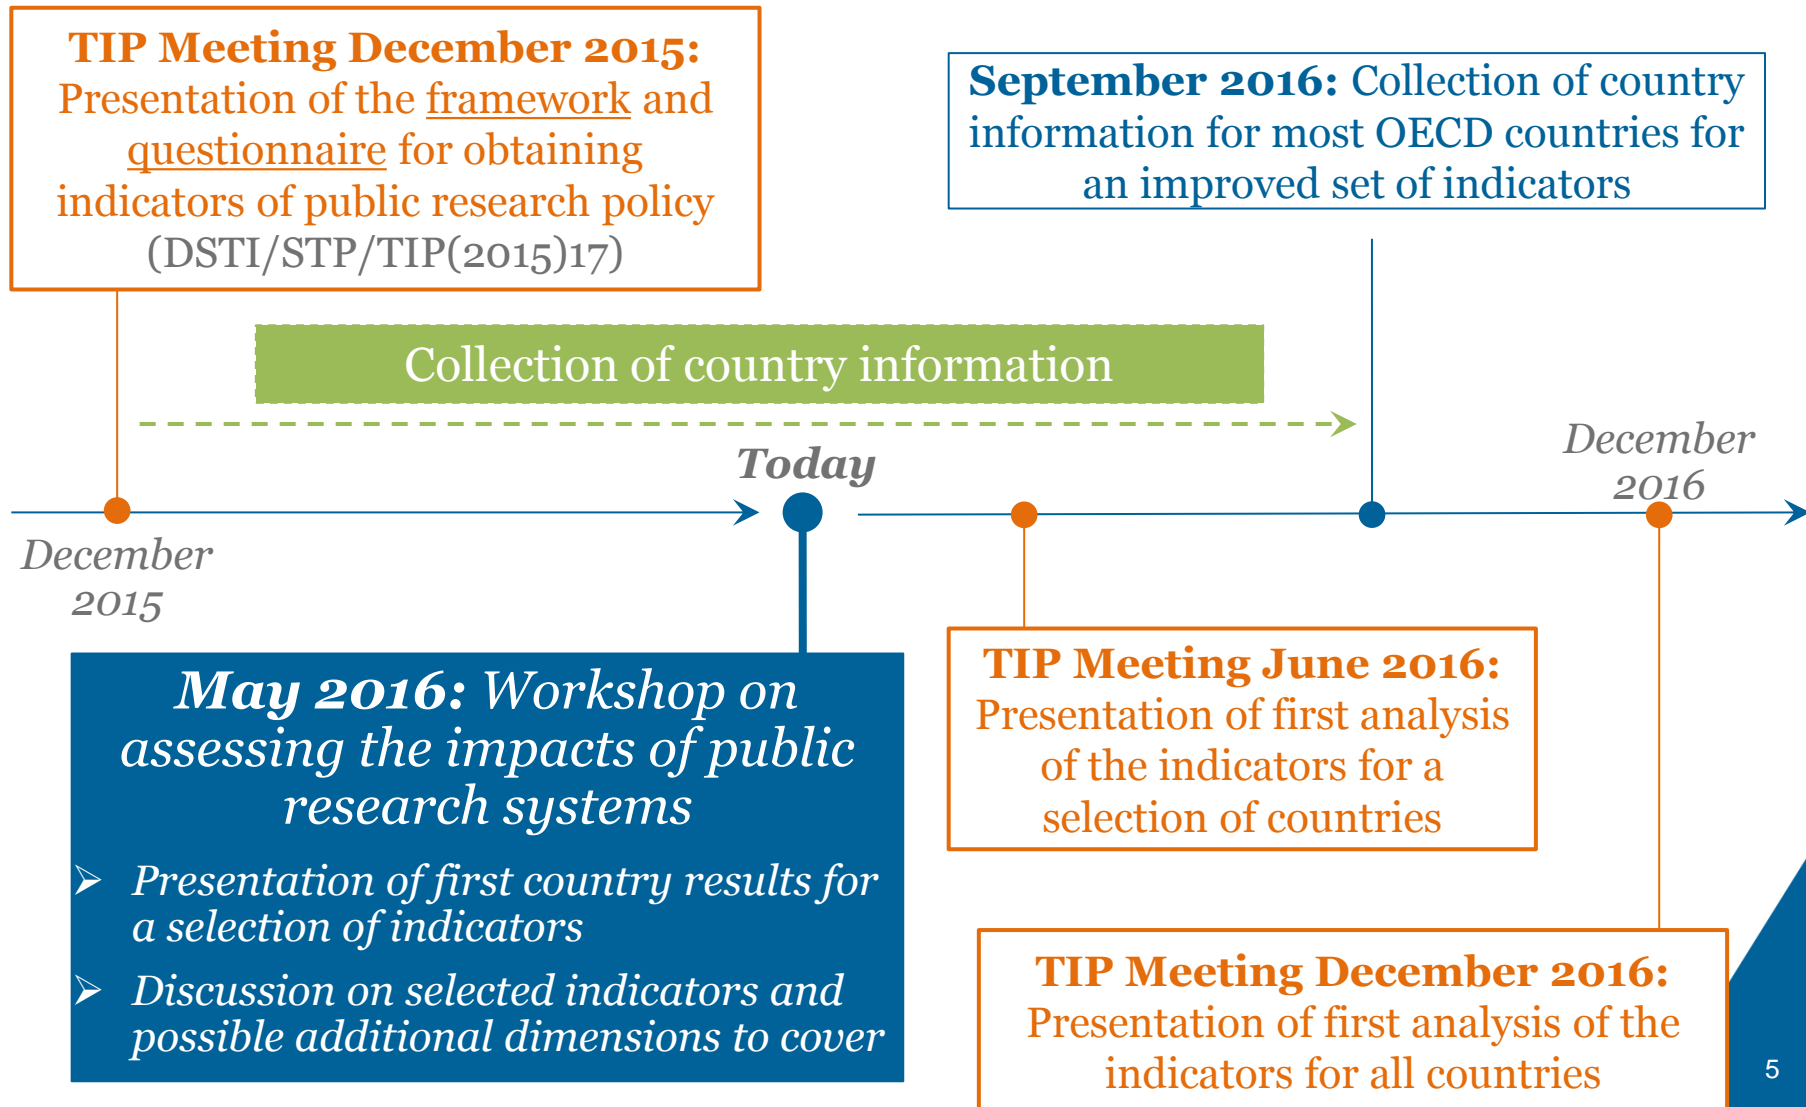 TIP Meeting December 2015:
Presentation of the framework and
questionnaire for obtaining
indicators of public research policy
(DSTI/STP/TIP(2015)17)
September 2016: Collection of country
information for most OECD countries for
an improved set of indicators
Collection of country information
Today
December
2016
December
2015
May 2016: Workshop on
assessing the impacts of public
research systems
➢ Presentation of first country results for
a selection of indicators
➢ Discussion on selected indicators and
possible additional dimensions to cover
TIP Meeting June 2016:
Presentation of first analysis
of the indicators for a
selection of countries
TIP Meeting December 2016:
Presentation of first analysis of the
indicators for all countries
5